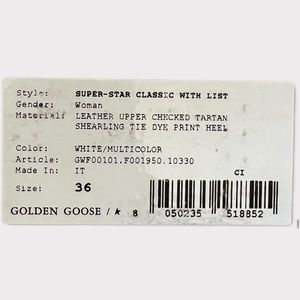 Style: SUPER-STAR CLASSIC WITH LIST
Gender: Woman
Material: LEATHER UPPER CHECKED TARTAN
SHEARLING TIE DYE PRINT HEEL
Color: WHITE/MULTICOLOR
Article: GWF00101.F001950.10330
Made In: IT
CI
Size: 36
GOLDEN GOOSE / ★ 8 050235 518852